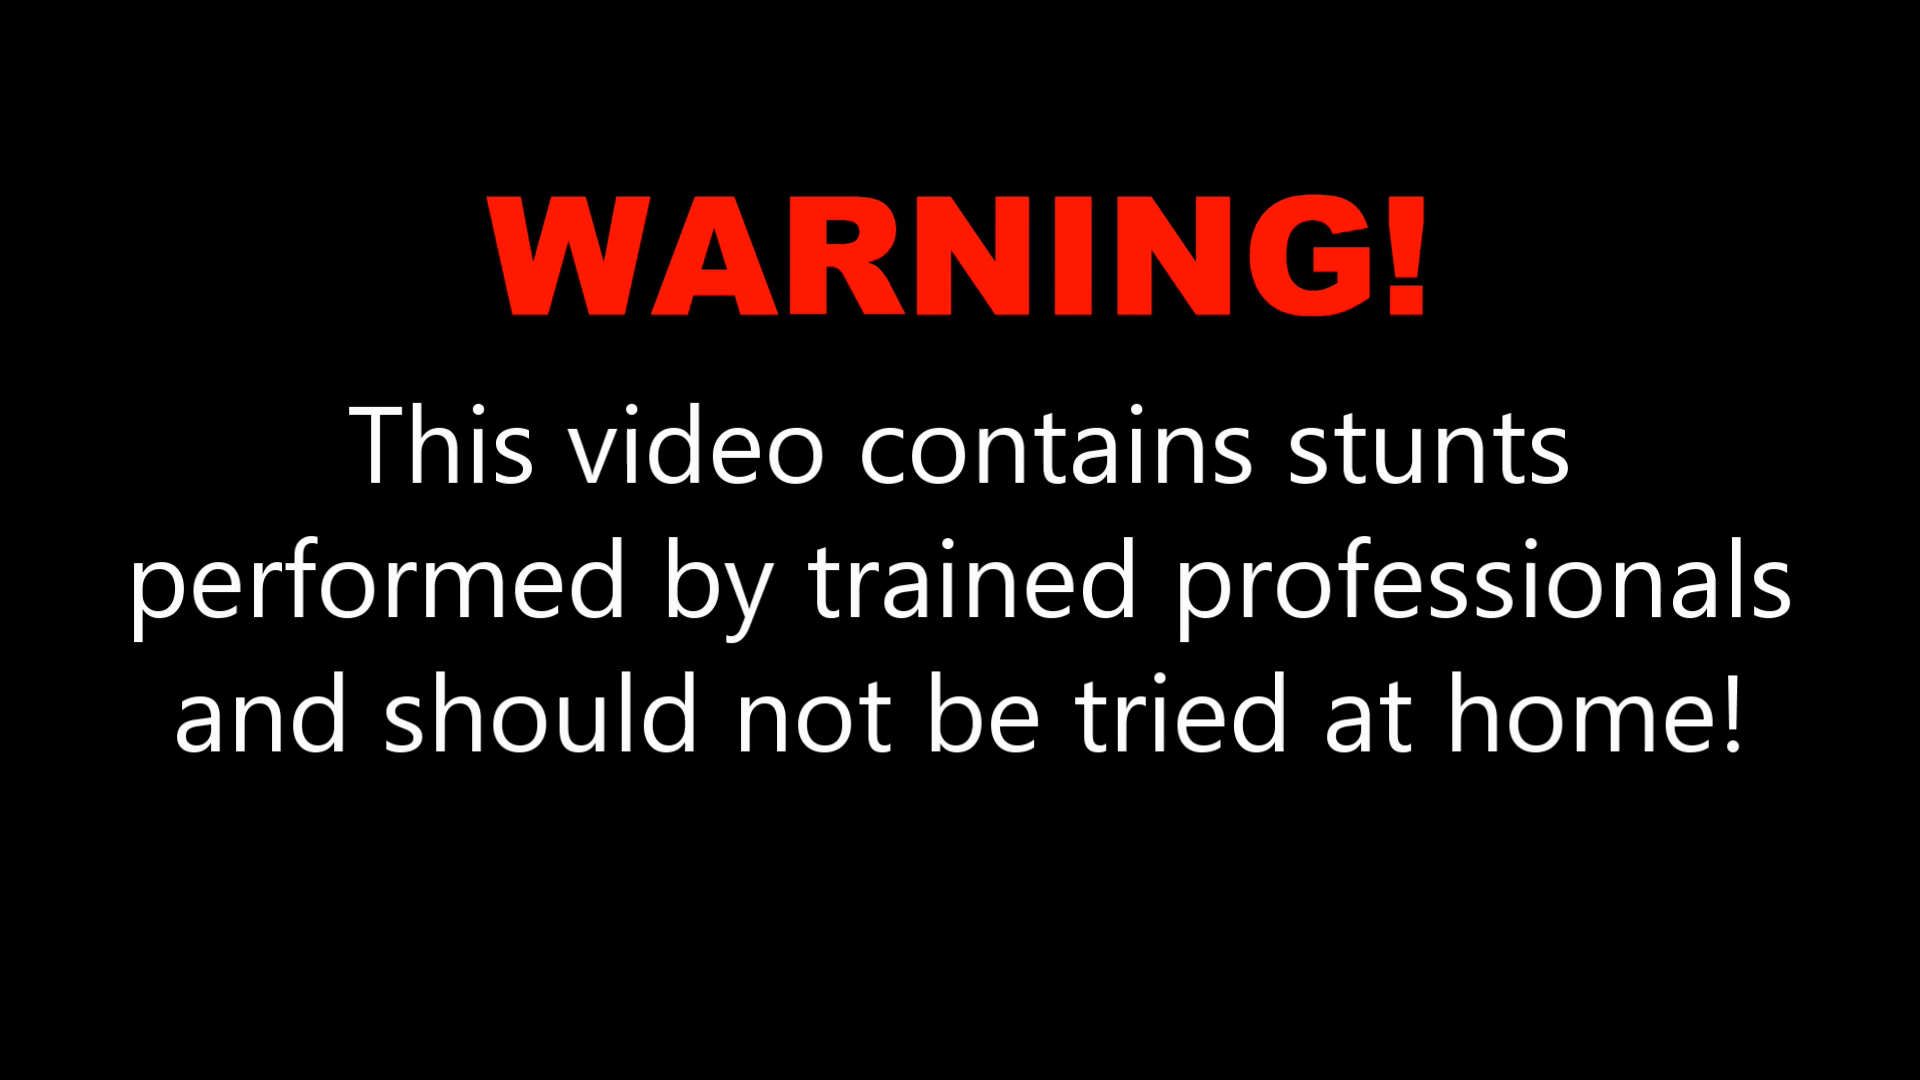 WARNING!
This video contains stunts
performed by trained professionals
and should not be tried at home!